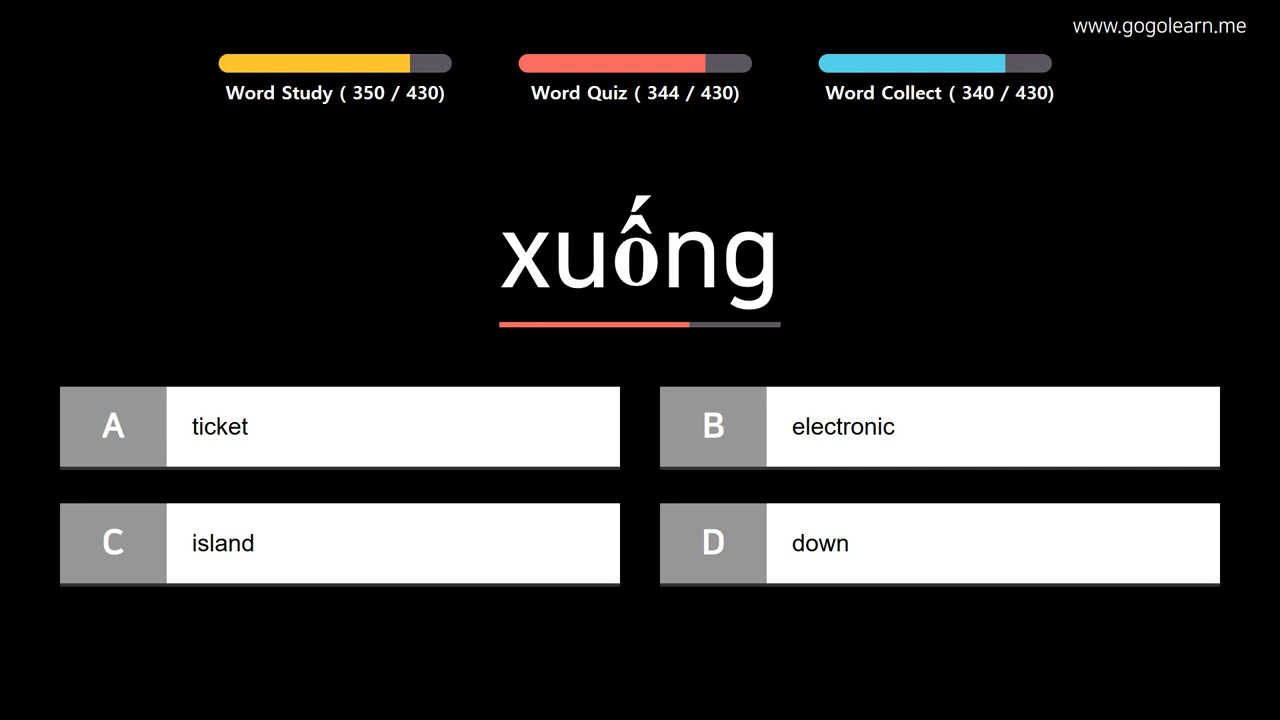 www.gogolearn.me
Word Study ( 350 / 430) Word Quiz ( 344 / 430) Word Collect ( 340 / 430)
xuống
A ticket
B electronic
C island
D down